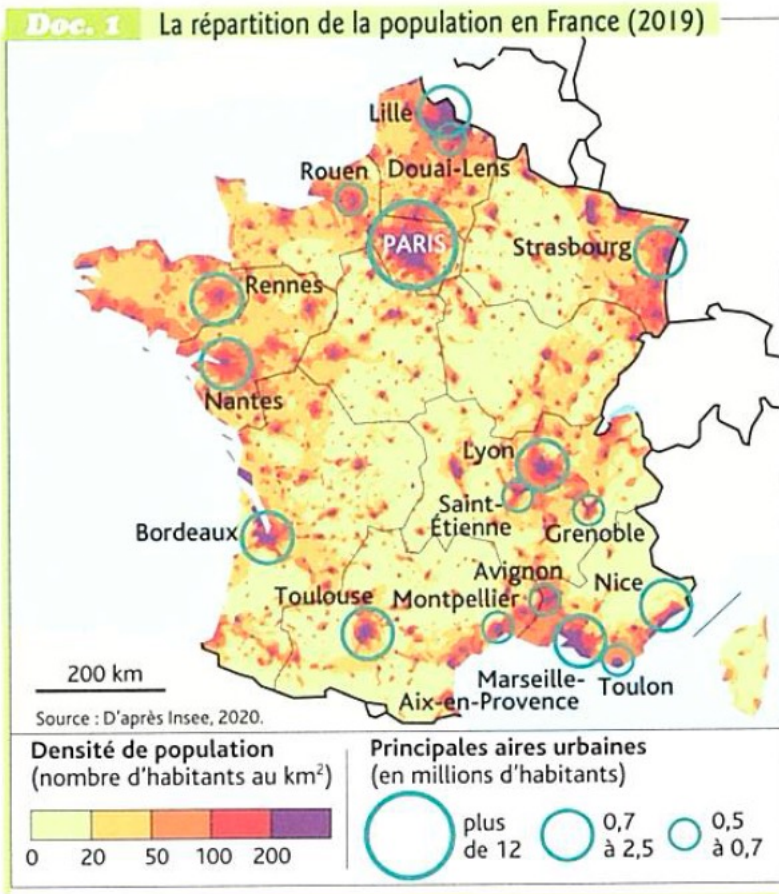 Doc. 1 La répartition de la population en France (2019)
Lille
Rouen Douai-Lens
PARIS
Strasbourg
Rennes
Nantes
Lyon
Saint-
Étienne
Grenoble
Bordeaux
Avignon
Nice
Toulouse Montpellier
Marseille-
Aix-en-Provence
Toulon
200 km
Source : D'après Insee, 2020.
Densité de population
(nombre d'habitants au km²)
0 20 50 100 200
Principales aires urbaines
(en millions d'habitants)
plus
de 12
0,7
à 2,5
0,5
à 0,7